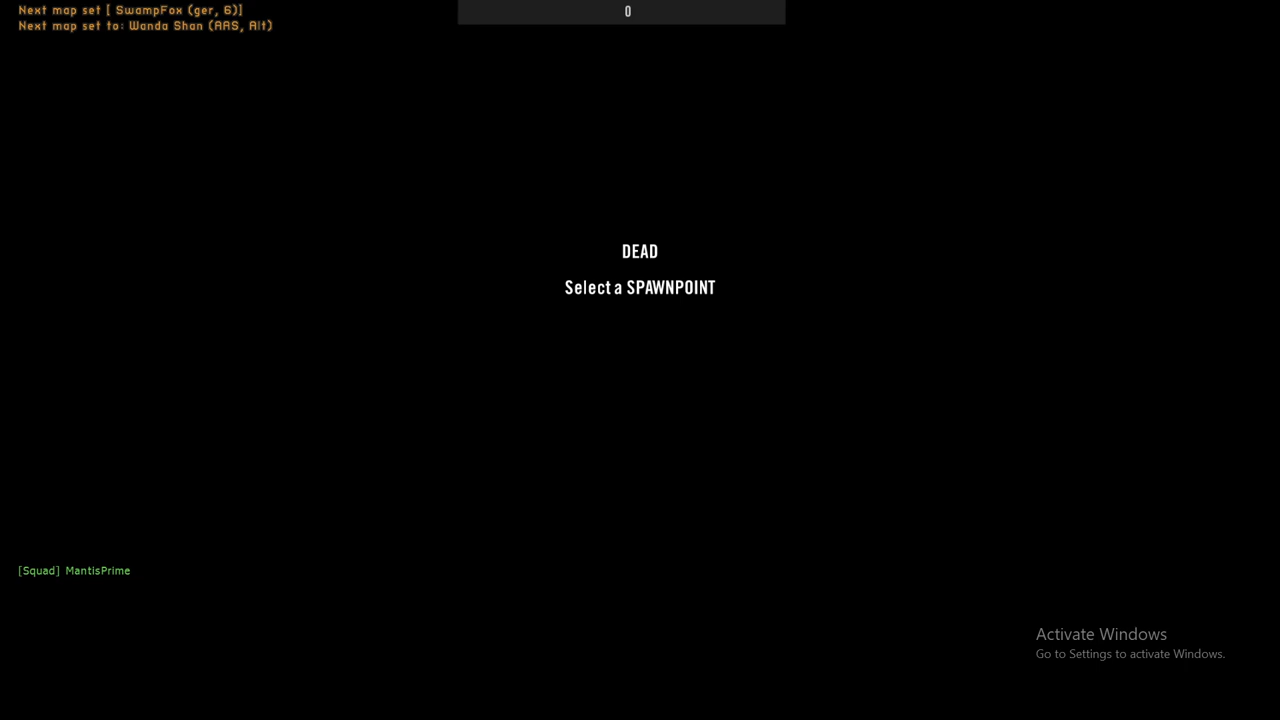 Next map set [ SwampFox (ger, 6)]
Next map set to: Wanda Shan (AAS, Alt)
0
DEAD
Select a SPAWNPOINT
[Squad] MantisPrime
Activate Windows
Go to Settings to activate Windows.